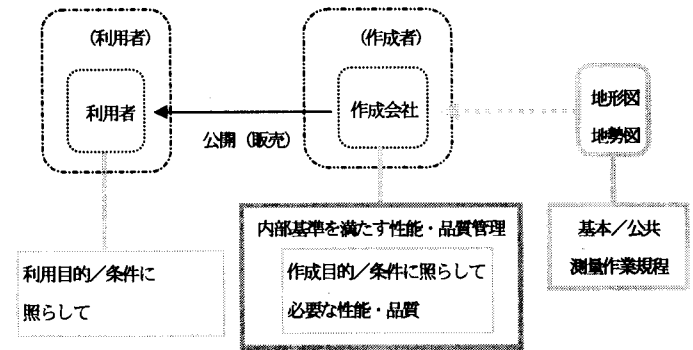 (利用者)
(作成者)
利用者
作成会社
地形図
地勢図
公開（販売）
内部基準を満たす性能・品質管理
基本／公共
測量作業規程
利用目的／条件に
照らして
作成目的／条件に照らして
必要な性能・品質